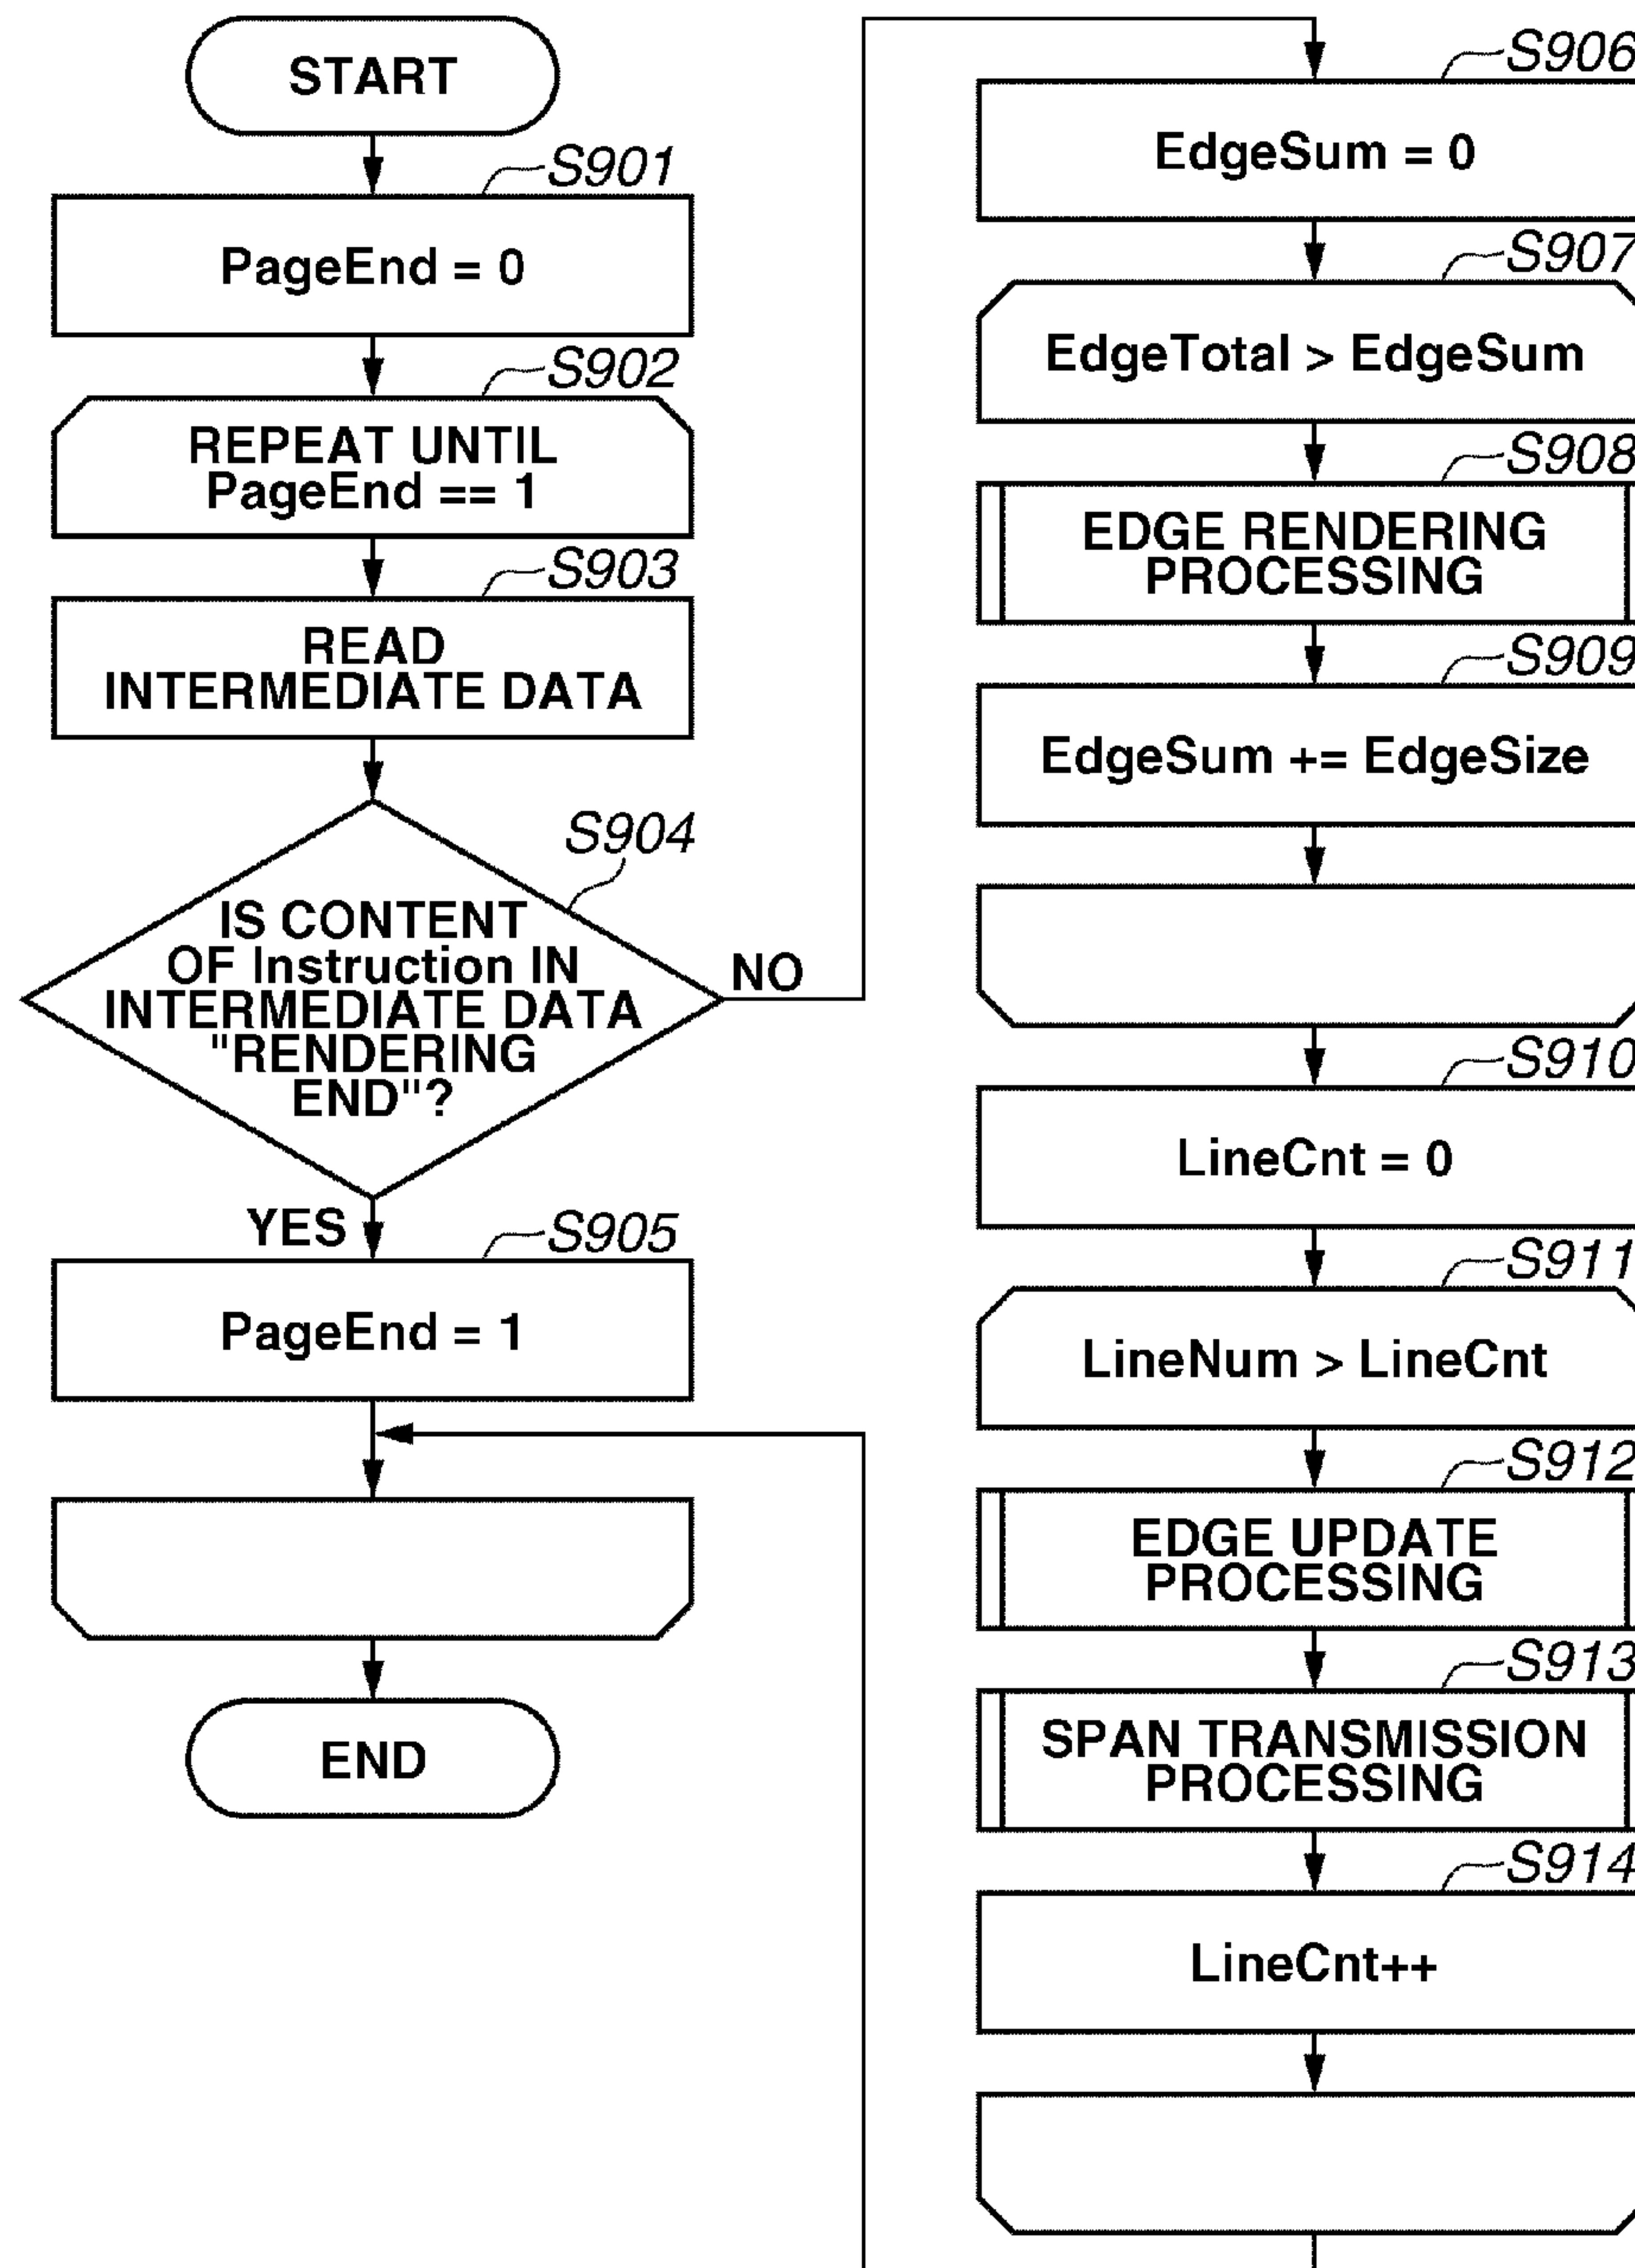 START
S901
PageEnd = 0
S902
REPEAT UNTIL
PageEnd == 1
S903
READ
INTERMEDIATE DATA
S904
IS CONTENT
OF Instruction IN
INTERMEDIATE DATA
"RENDERING
END"?
NO
YES
S905
PageEnd = 1
END
S906
EdgeSum = 0
S907
EdgeTotal > EdgeSum
S908
EDGE RENDERING
PROCESSING
S909
EdgeSum += EdgeSize
S910
LineCnt = 0
S911
LineNum > LineCnt
S912
EDGE UPDATE
PROCESSING
S913
SPAN TRANSMISSION
PROCESSING
S914
LineCnt++